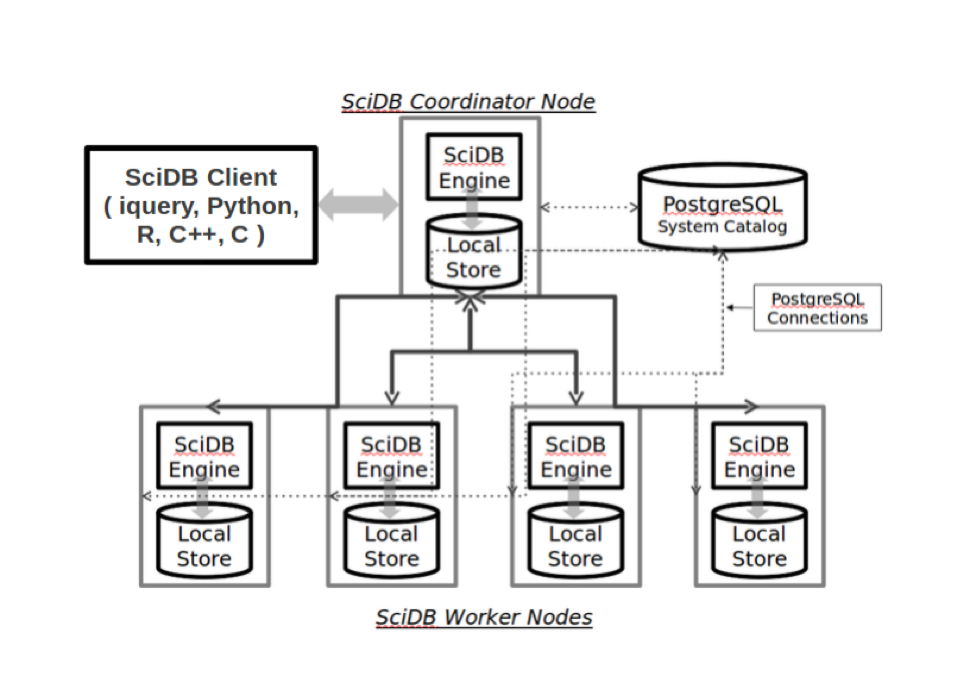 SciDB Coordinator Node
SciDB Client
( iquery, Python,
R, C++, C )
SciDB
Engine
Local
Store
PostgreSQL
System Catalog
PostgreSQL
Connections
SciDB
Engine
Local
Store
SciDB
Engine
Local
Store
SciDB
Engine
Local
Store
SciDB
Engine
Local
Store
SciDB Worker Nodes